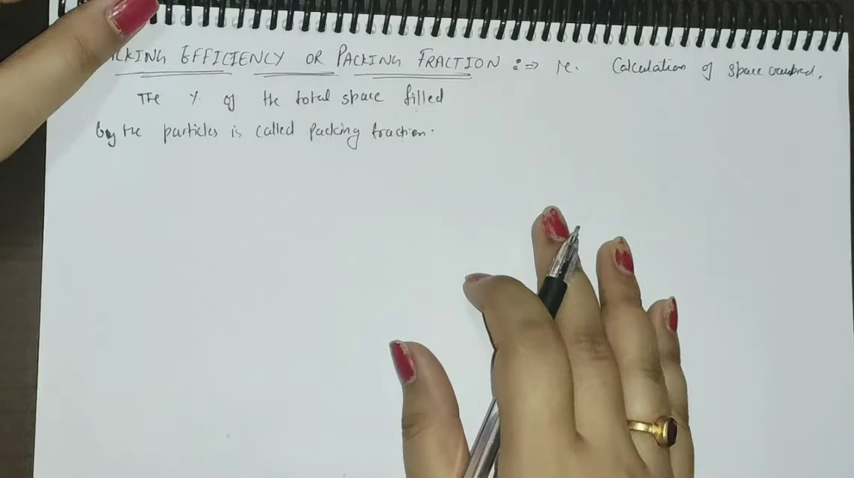 PACKING EFFICIENCY OR PACKING FRACTION :⇒ i.e. Calculation of space occupied.
The % of the total space filled
by the particles is called packing fraction.